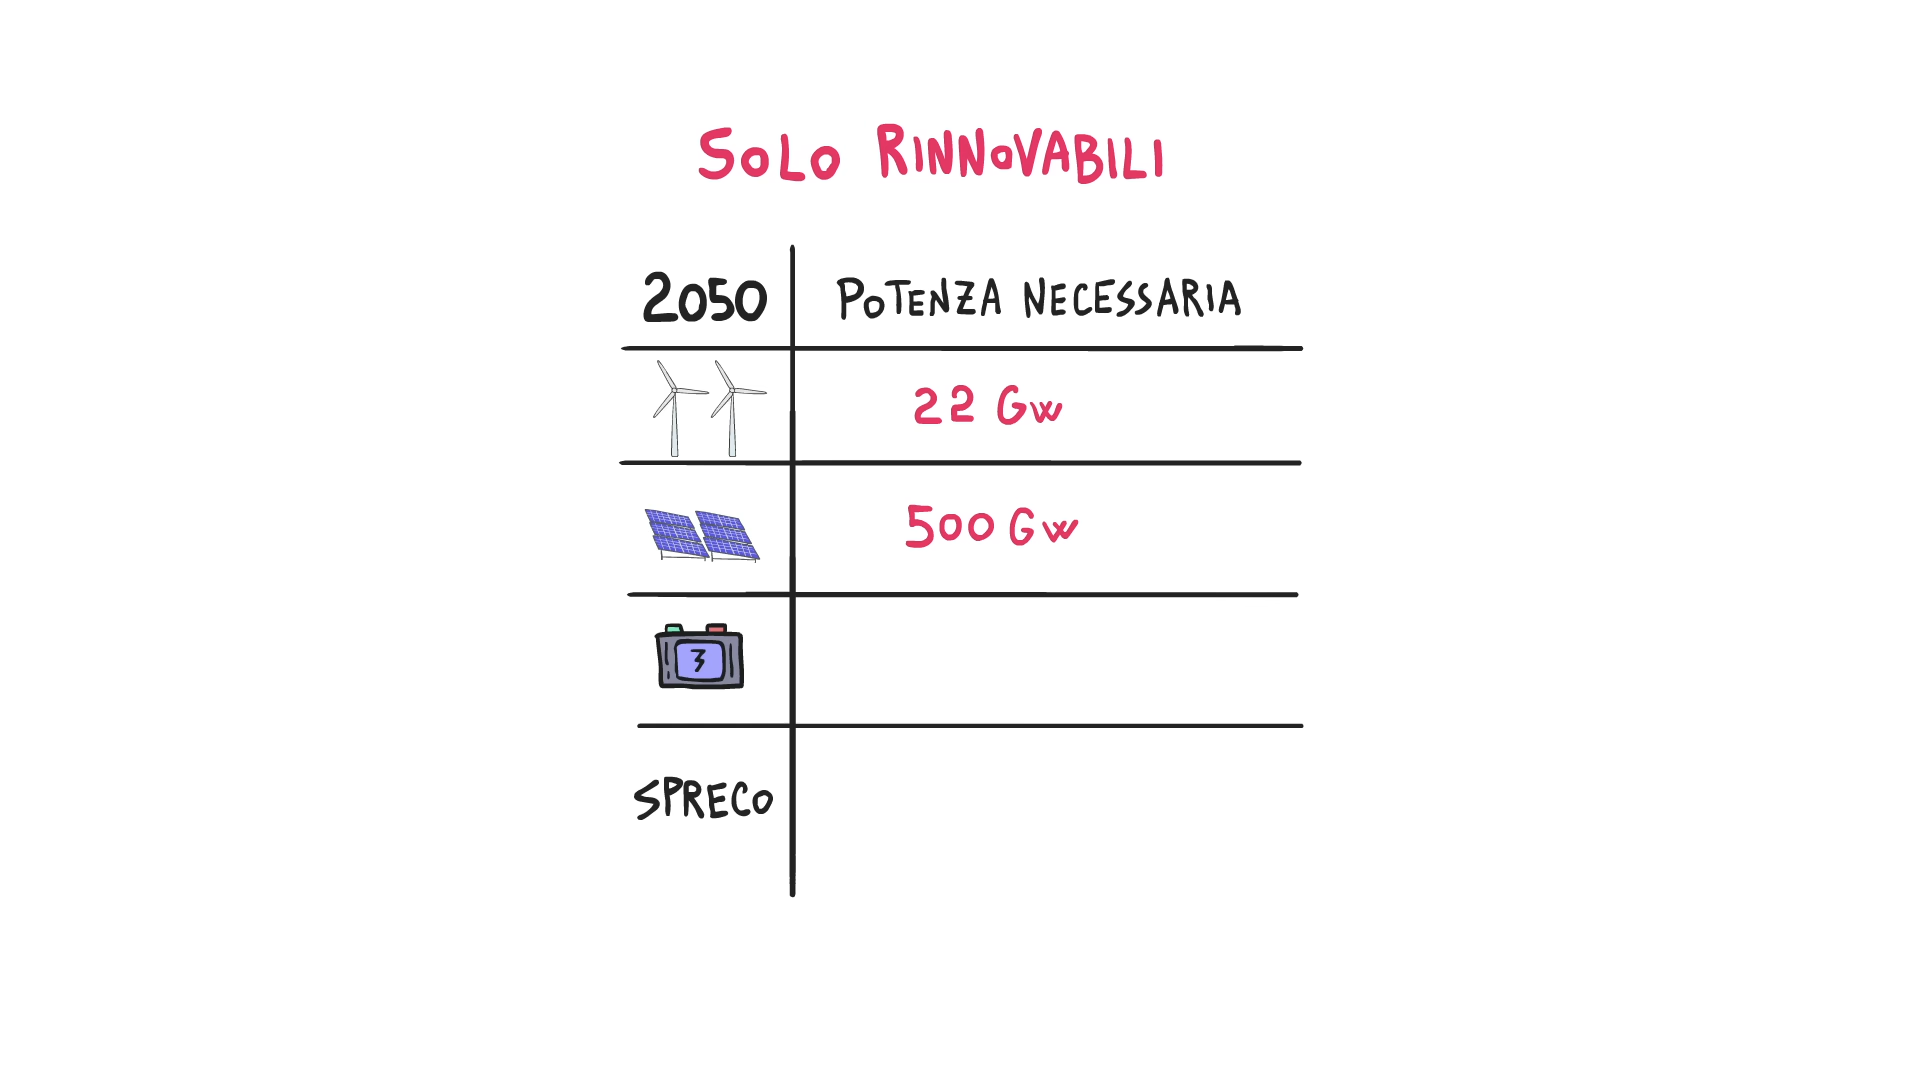 SOLO RINNOVABILI
2050 POTENZA NECESSARIA
22 GW
500 GW
SPRECO